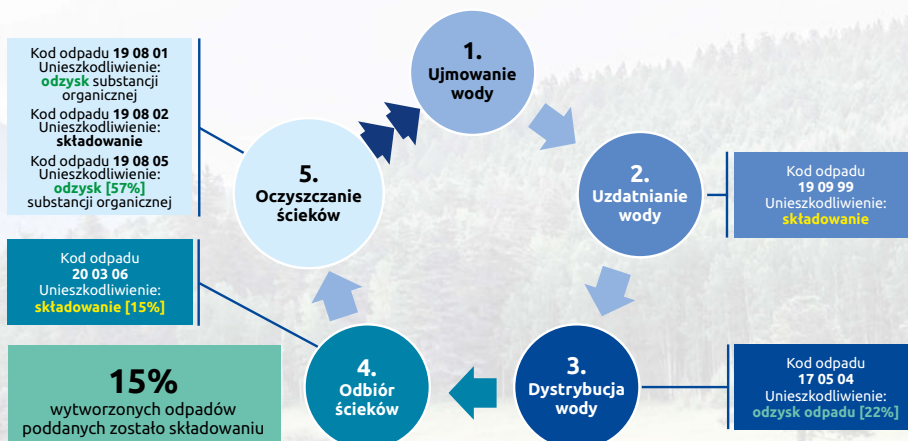 Kod odpadu 19 08 01
Unieszkodliwienie:
odzysk substancji
organicznej
Kod odpadu 19 08 02
Unieszkodliwienie:
składowanie
Kod odpadu 19 08 05
Unieszkodliwienie:
odzysk [57%]
substancji organicznej
1.
Ujmowanie
wody
2.
Uzdatnianie
wody
Kod odpadu
19 09 99
Unieszkodliwienie:
składowanie
3.
Dystrybucja
wody
Kod odpadu
17 05 04
Unieszkodliwienie:
odzysk odpadu [22%]
4.
Odbiór
ścieków
Kod odpadu
20 03 06
Unieszkodliwienie:
składowanie [15%]
5.
Oczyszczanie
ścieków
15%
wytworzonych odpadów
poddanych zostało składowaniu